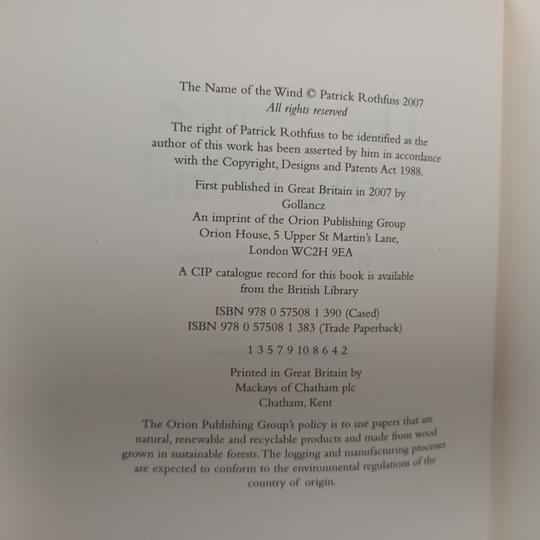 The Name of the Wind © Patrick Rothfuss 2007
All rights reserved
The right of Patrick Rothfuss to be identified as the
author of this work has been asserted by him in accordance
with the Copyright, Designs and Patents Act 1988.
First published in Great Britain in 2007 by
Gollancz
An imprint of the Orion Publishing Group
Orion House, 5 Upper St Martin's Lane,
London WC2H 9EA
A CIP catalogue record for this book is available
from the British Library
ISBN 978 0 57508 1 390 (Cased)
ISBN 978 0 57508 1 383 (Trade Paperback)
1 3 5 7 9 10 8 6 4 2
Printed in Great Britain by
Mackays of Chatham plc
Chatham, Kent
The Orion Publishing Group's policy is to use papers that are
natural, renewable and recyclable products and made from wood
grown in sustainable forests. The logging and manufacturing processes
are expected to conform to the environmental regulations of the
country of origin.